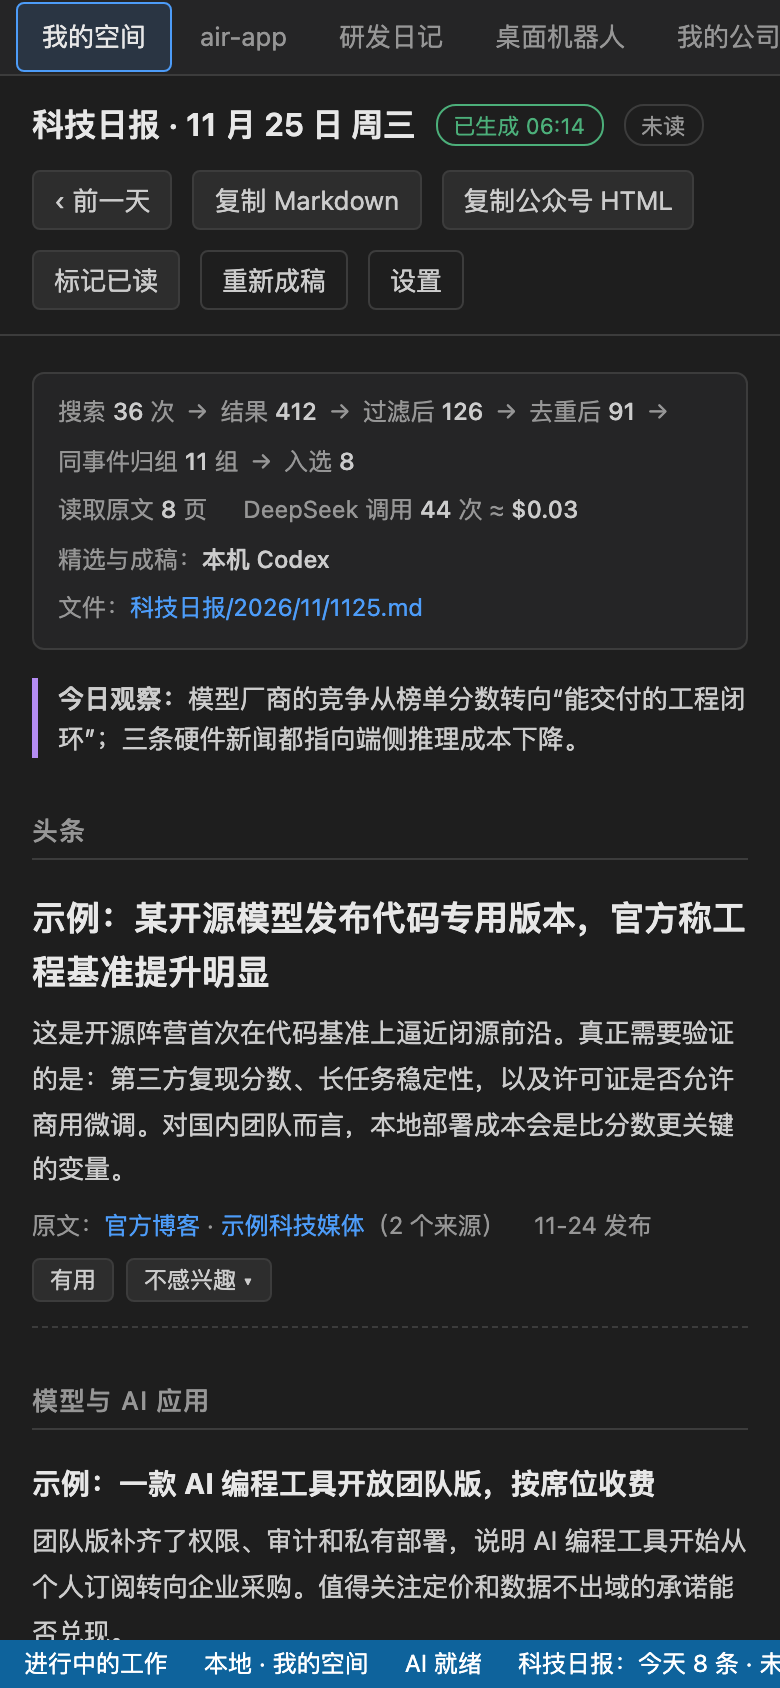 我的空间 air-app 研发日记 桌面机器人 我的公司
科技日报 · 11 月 25 日 周三 已生成 06:14 未读
‹ 前一天 复制 Markdown 复制公众号 HTML
标记已读 重新成稿 设置
搜索 36 次 → 结果 412 → 过滤后 126 → 去重后 91 →
同事件归组 11 组 → 入选 8
读取原文 8 页 DeepSeek 调用 44 次 ≈ $0.03
精选与成稿：本机 Codex
文件：科技日报/2026/11/1125.md
今日观察：模型厂商的竞争从榜单分数转向“能交付的工程闭
环”；三条硬件新闻都指向端侧推理成本下降。
头条
示例：某开源模型发布代码专用版本，官方称工
程基准提升明显
这是开源阵营首次在代码基准上逼近闭源前沿。真正需要验证
的是：第三方复现分数、长任务稳定性，以及许可证是否允许
商用微调。对国内团队而言，本地部署成本会是比分数更关键
的变量。
原文：官方博客 · 示例科技媒体（2 个来源） 11-24 发布
有用 不感兴趣 ▾
模型与 AI 应用
示例：一款 AI 编程工具开放团队版，按席位收费
团队版补齐了权限、审计和私有部署，说明 AI 编程工具开始从
个人订阅转向企业采购。值得关注定价和数据不出域的承诺能
否兑现。
进行中的工作 本地 · 我的空间 AI 就绪 科技日报：今天 8 条 · 未